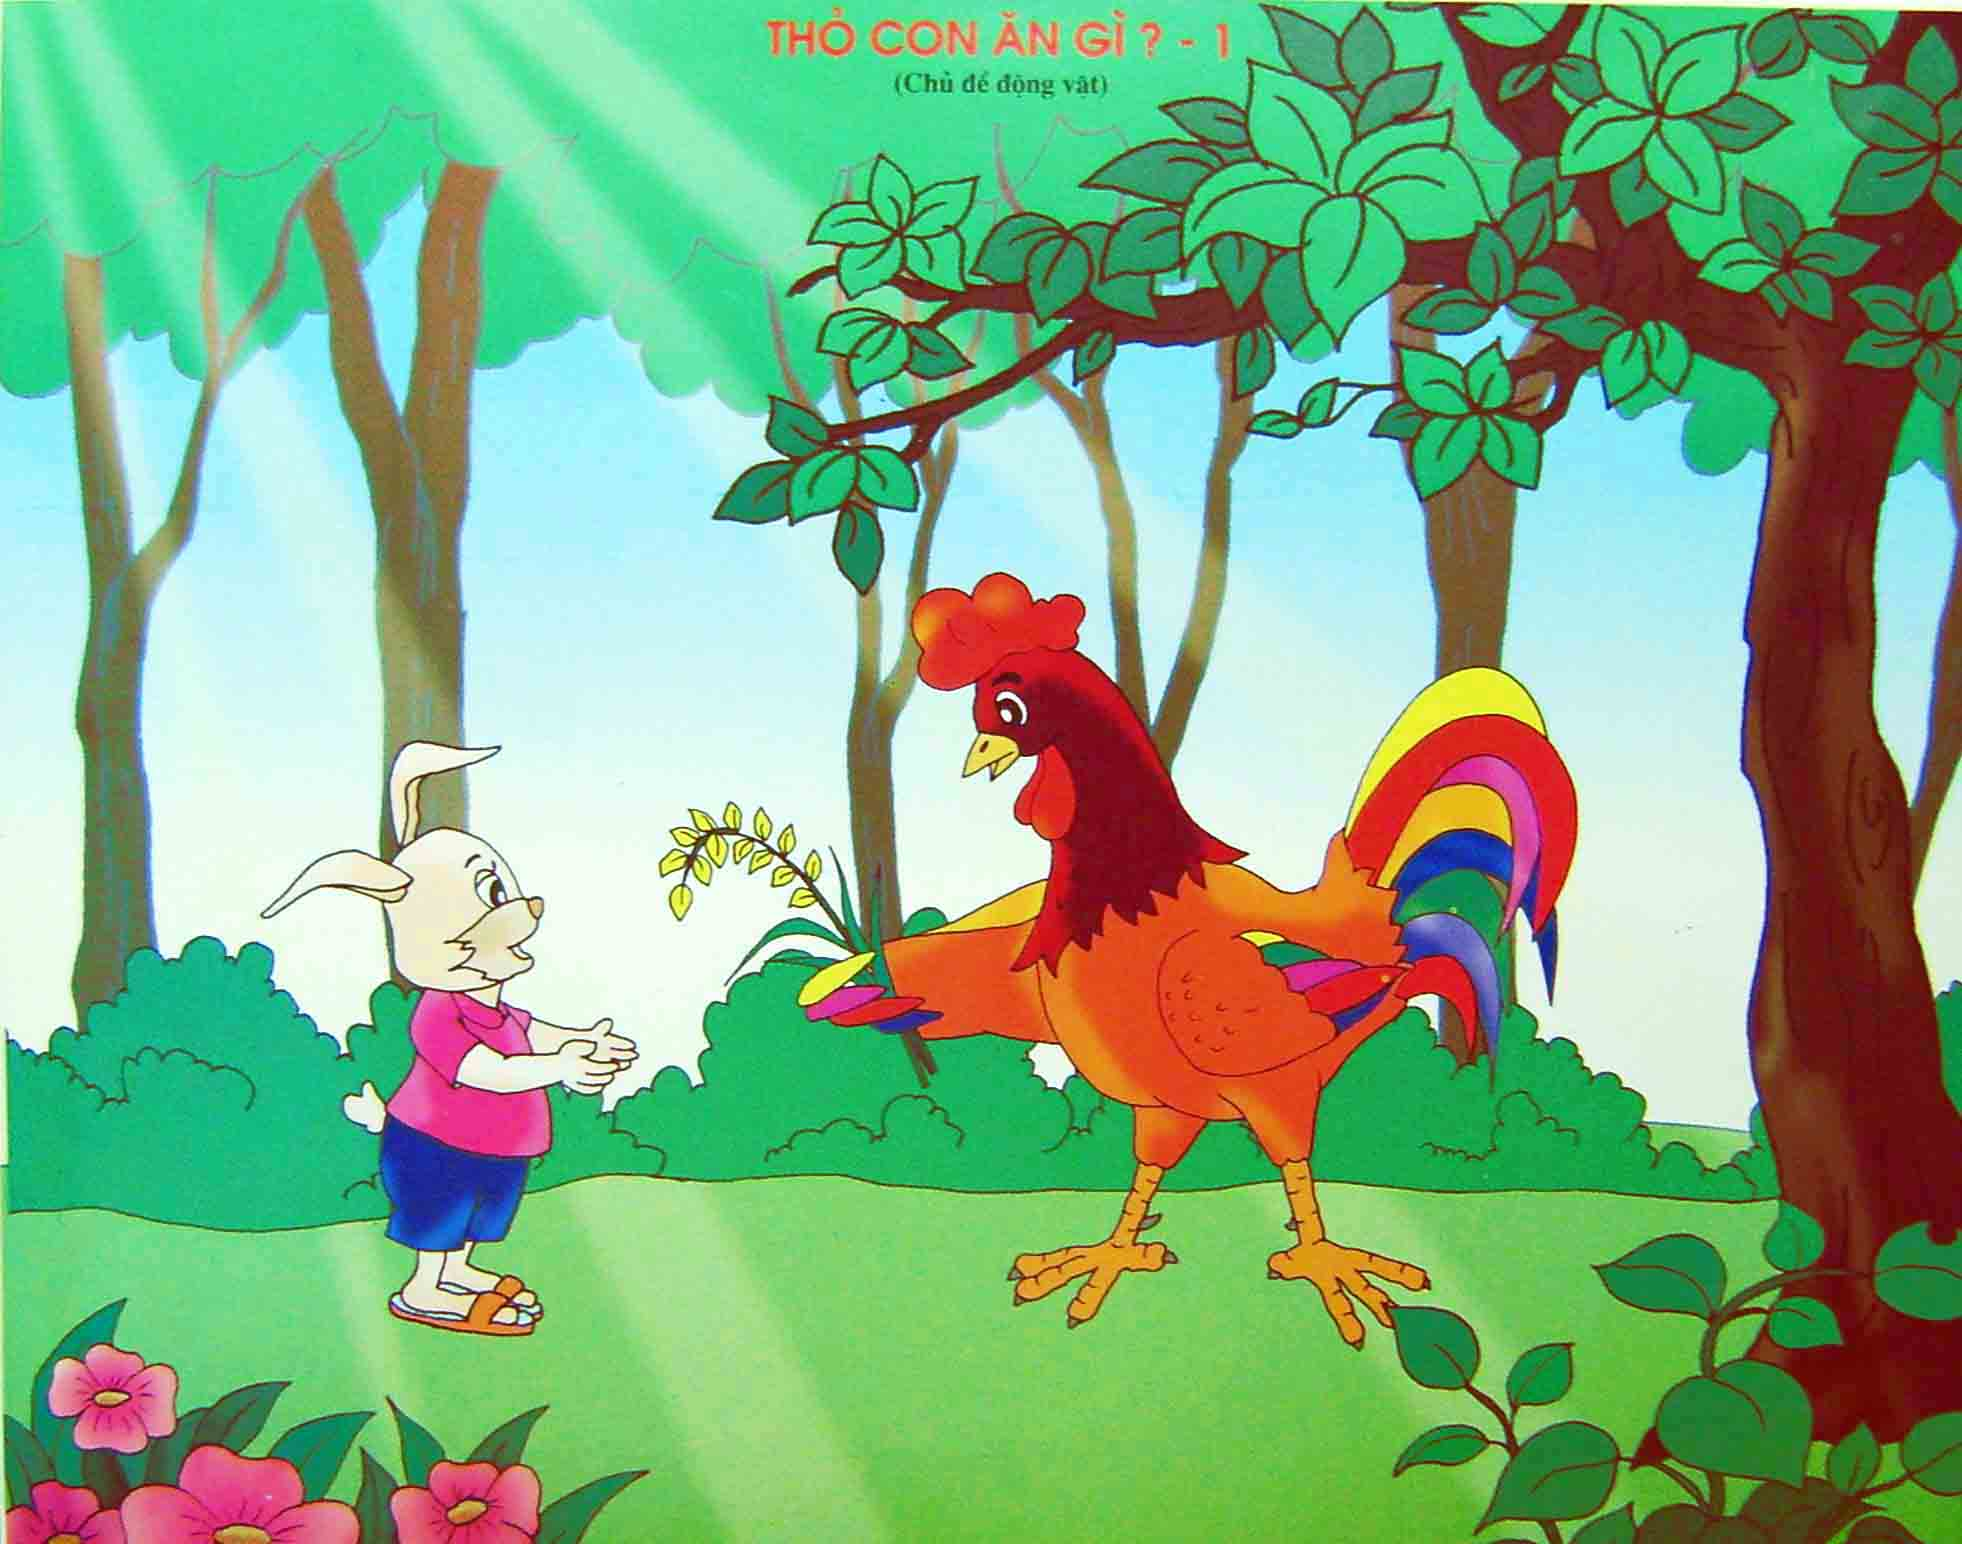 THỎ CON ĂN GÌ ? - 1
(Chủ đề động vật)